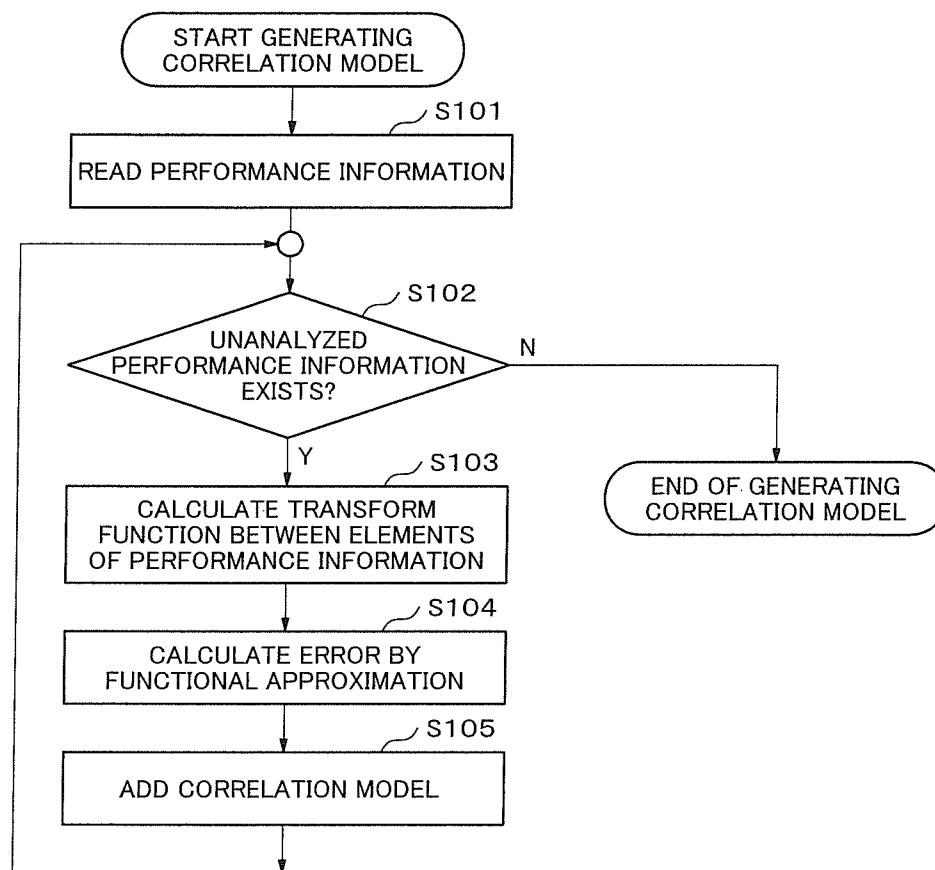 START GENERATING
CORRELATION MODEL
S101
READ PERFORMANCE INFORMATION
S102
UNANALYZED
PERFORMANCE INFORMATION
EXISTS?
N
Y
S103
CALCULATE TRANSFORM
FUNCTION BETWEEN ELEMENTS
OF PERFORMANCE INFORMATION
END OF GENERATING
CORRELATION MODEL
S104
CALCULATE ERROR BY
FUNCTIONAL APPROXIMATION
S105
ADD CORRELATION MODEL